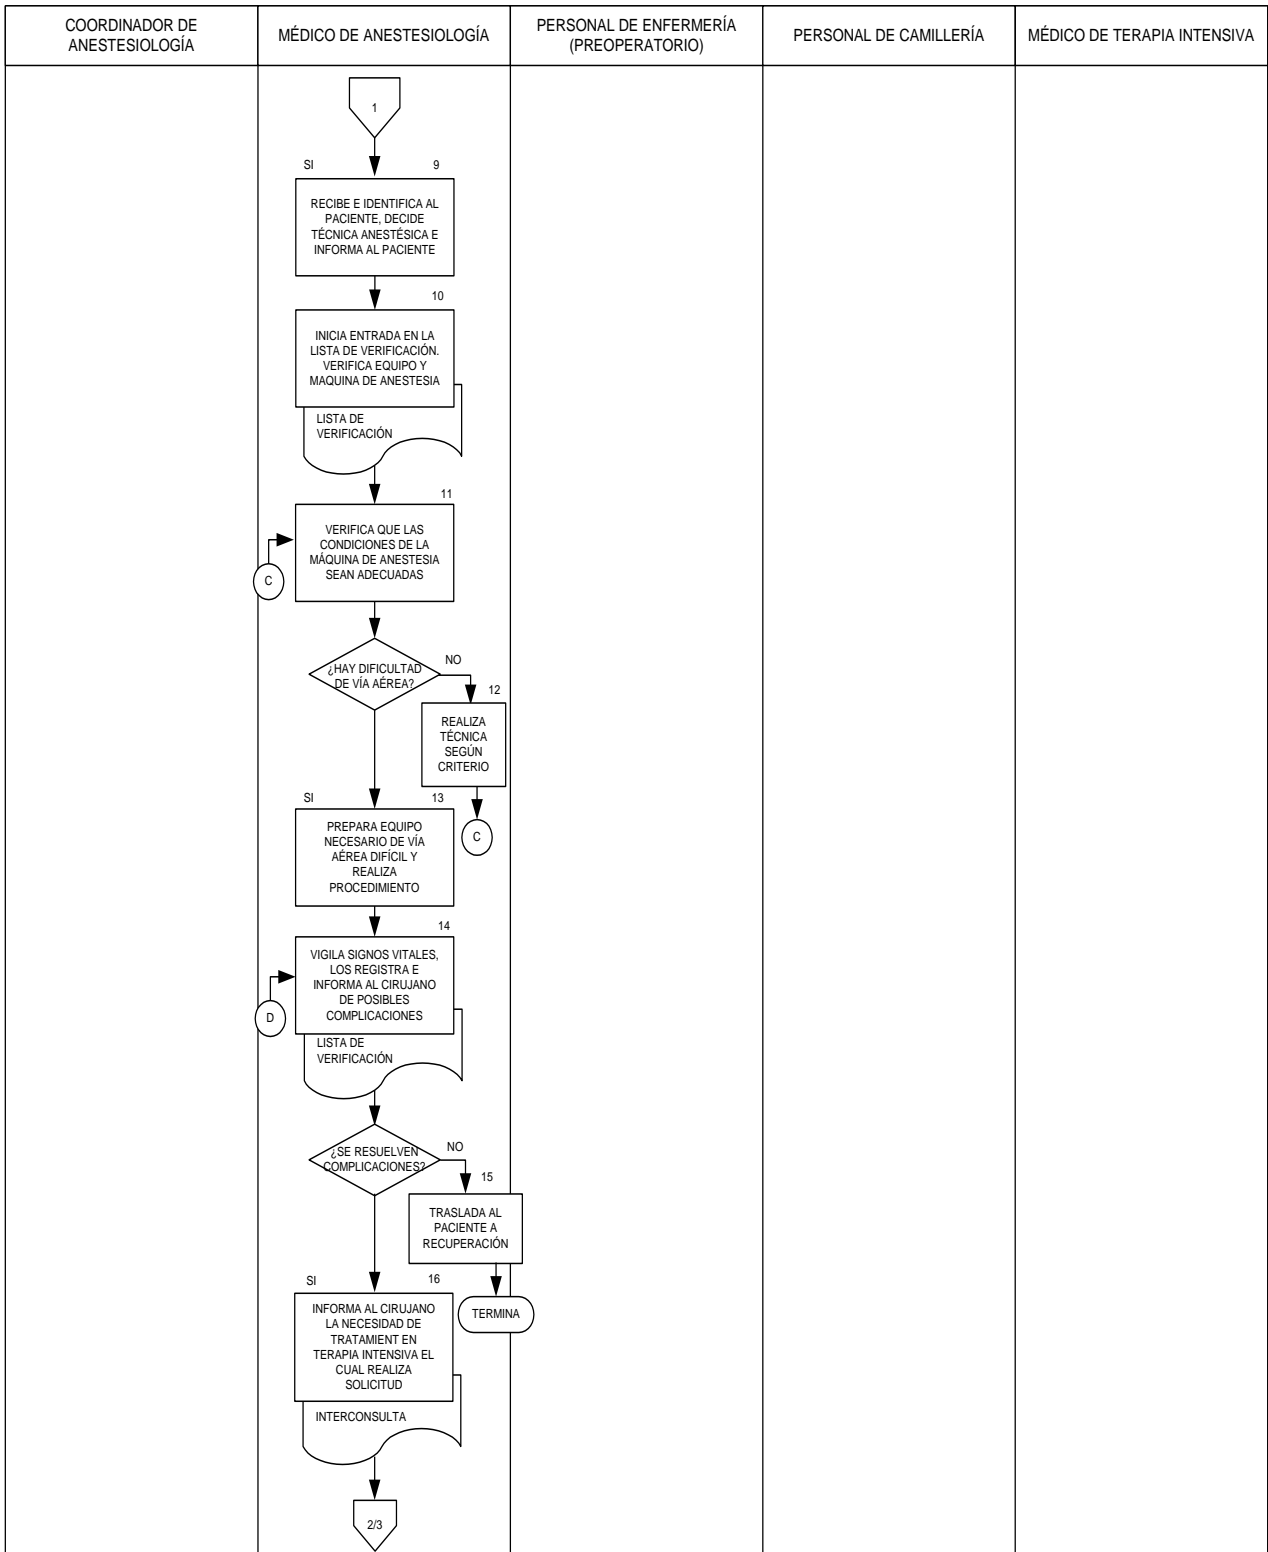 COORDINADOR DE
ANESTESIOLOGÍA
MÉDICO DE ANESTESIOLOGÍA
PERSONAL DE ENFERMERÍA
(PREOPERATORIO)
PERSONAL DE CAMILLERÍA
MÉDICO DE TERAPIA INTENSIVA
1
SI
9
RECIBE E IDENTIFICA AL
PACIENTE, DECIDE
TÉCNICA ANESTÉSICA E
INFORMA AL PACIENTE
10
INICIA ENTRADA EN LA
LISTA DE VERIFICACIÓN.
VERIFICA EQUIPO Y
MAQUINA DE ANESTESIA
LISTA DE
VERIFICACIÓN
11
VERIFICA QUE LAS
CONDICIONES DE LA
MÁQUINA DE ANESTESIA
SEAN ADECUADAS
C
¿HAY DIFICULTAD
DE VÍA AÉREA?
NO
12
REALIZA
TÉCNICA
SEGÚN
CRITERIO
C
SI
13
PREPARA EQUIPO
NECESARIO DE VÍA
AÉREA DIFÍCIL Y
REALIZA
PROCEDIMIENTO
14
VIGILA SIGNOS VITALES,
LOS REGISTRA E
INFORMA AL CIRUJANO
DE POSIBLES
COMPLICACIONES
D
LISTA DE
VERIFICACIÓN
¿SE RESUELVEN
COMPLICACIONES?
NO
15
TRASLADA AL
PACIENTE A
RECUPERACIÓN
TERMINA
SI
16
INFORMA AL CIRUJANO
LA NECESIDAD DE
TRATAMIENT EN
TERAPIA INTENSIVA EL
CUAL REALIZA
SOLICITUD
INTERCONSULTA
2/3